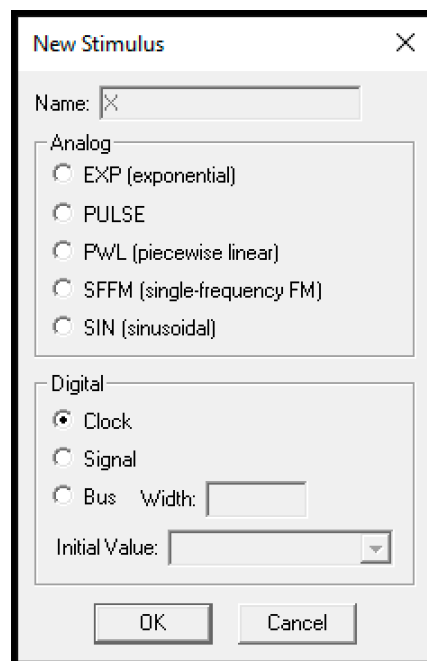 New Stimulus
Name: X
Analog
EXP (exponential)
PULSE
PWL (piecewise linear)
SFFM (single-frequency FM)
SIN (sinusoidal)
Digital
Clock
Signal
Bus Width:
Initial Value:
OK Cancel